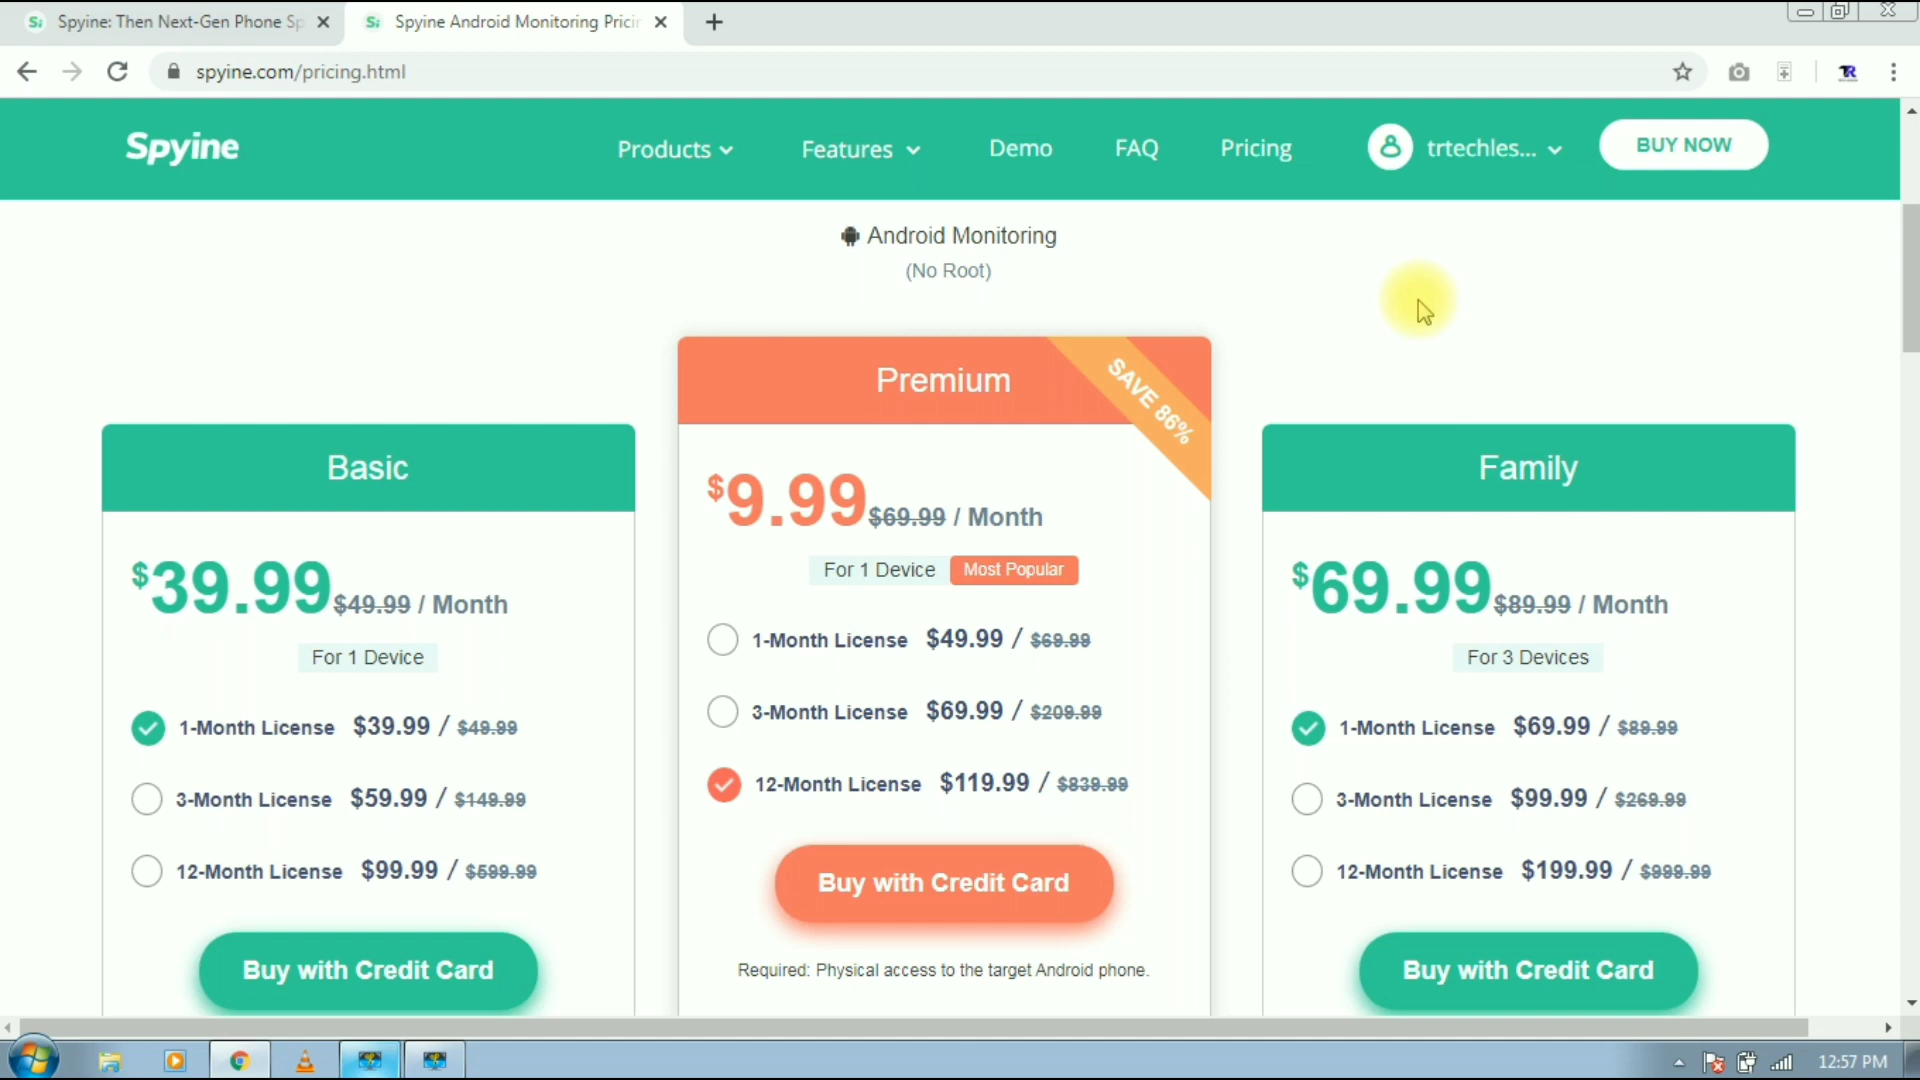 Spyine: Then Next-Gen Phone Sp
Spyine Android Monitoring Pricin
spyine.com/pricing.html
TR
Spyine
Products
Features
Demo
FAQ
Pricing
trtechles...
BUY NOW
Android Monitoring
(No Root)
Basic
$39.99 $49.99 / Month
For 1 Device
1-Month License $39.99 / $49.99
3-Month License $59.99 / $149.99
12-Month License $99.99 / $599.99
Buy with Credit Card
Premium
SAVE 86%
$9.99 $69.99 / Month
For 1 Device Most Popular
1-Month License $49.99 / $69.99
3-Month License $69.99 / $209.99
12-Month License $119.99 / $839.99
Buy with Credit Card
Required: Physical access to the target Android phone.
Family
$69.99 $89.99 / Month
For 3 Devices
1-Month License $69.99 / $89.99
3-Month License $99.99 / $269.99
12-Month License $199.99 / $999.99
Buy with Credit Card
12:57 PM